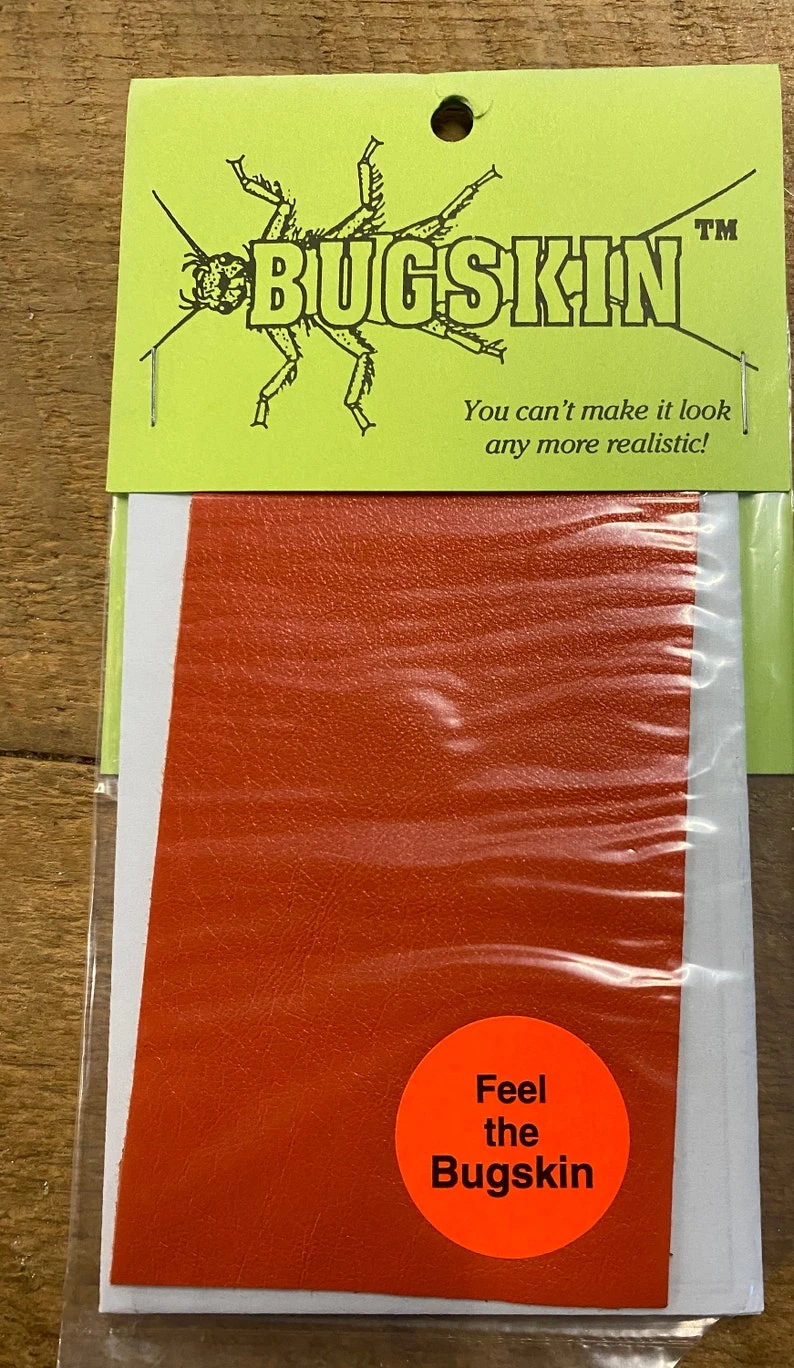 BUGSKIN™
You can't make it look
any more realistic!
Feel
the
Bugskin